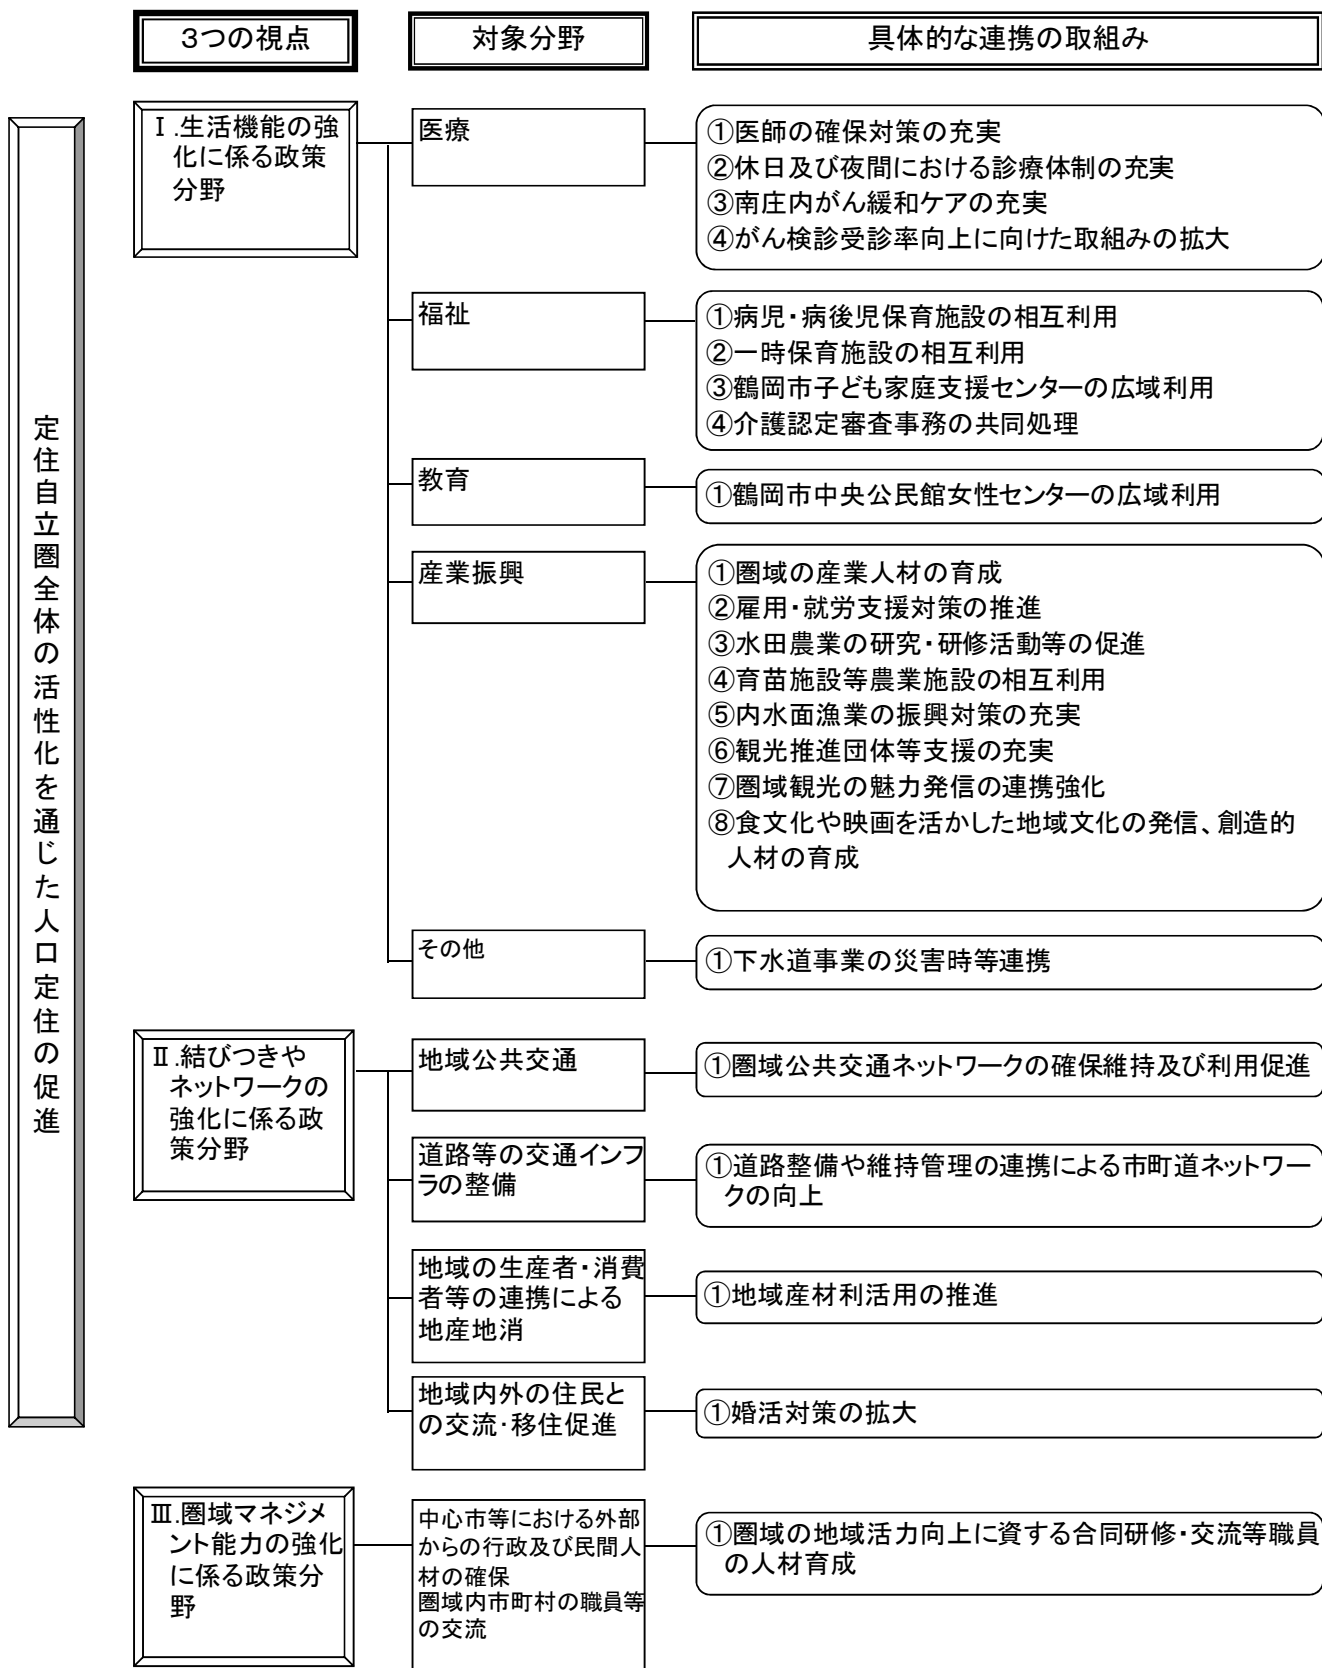 3つの視点
対象分野
具体的な連携の取組み
定住自立圏全体の活性化を通じた人口定住の促進
Ⅰ.生活機能の強
化に係る政策
分野
医療
①医師の確保対策の充実
②休日及び夜間における診療体制の充実
③南庄内がん緩和ケアの充実
④がん検診受診率向上に向けた取組みの拡大
福祉
①病児・病後児保育施設の相互利用
②一時保育施設の相互利用
③鶴岡市子ども家庭支援センターの広域利用
④介護認定審査事務の共同処理
教育
①鶴岡市中央公民館女性センターの広域利用
産業振興
①圏域の産業人材の育成
②雇用・就労支援対策の推進
③水田農業の研究・研修活動等の促進
④育苗施設等農業施設の相互利用
⑤内水面漁業の振興対策の充実
⑥観光推進団体等支援の充実
⑦圏域観光の魅力発信の連携強化
⑧食文化や映画を活かした地域文化の発信、創造的
人材の育成
その他
①下水道事業の災害時等連携
Ⅱ.結びつきや
ネットワークの
強化に係る政
策分野
地域公共交通
①圏域公共交通ネットワークの確保維持及び利用促進
道路等の交通インフ
ラの整備
①道路整備や維持管理の連携による市町道ネットワー
クの向上
地域の生産者・消費
者等の連携による
地産地消
①地域産材利活用の推進
地域内外の住民と
の交流・移住促進
①婚活対策の拡大
Ⅲ.圏域マネジメ
ント能力の強化
に係る政策分
野
中心市等における外部
からの行政及び民間人
材の確保
圏域内市町村の職員等
の交流
①圏域の地域活力向上に資する合同研修・交流等職員
の人材育成